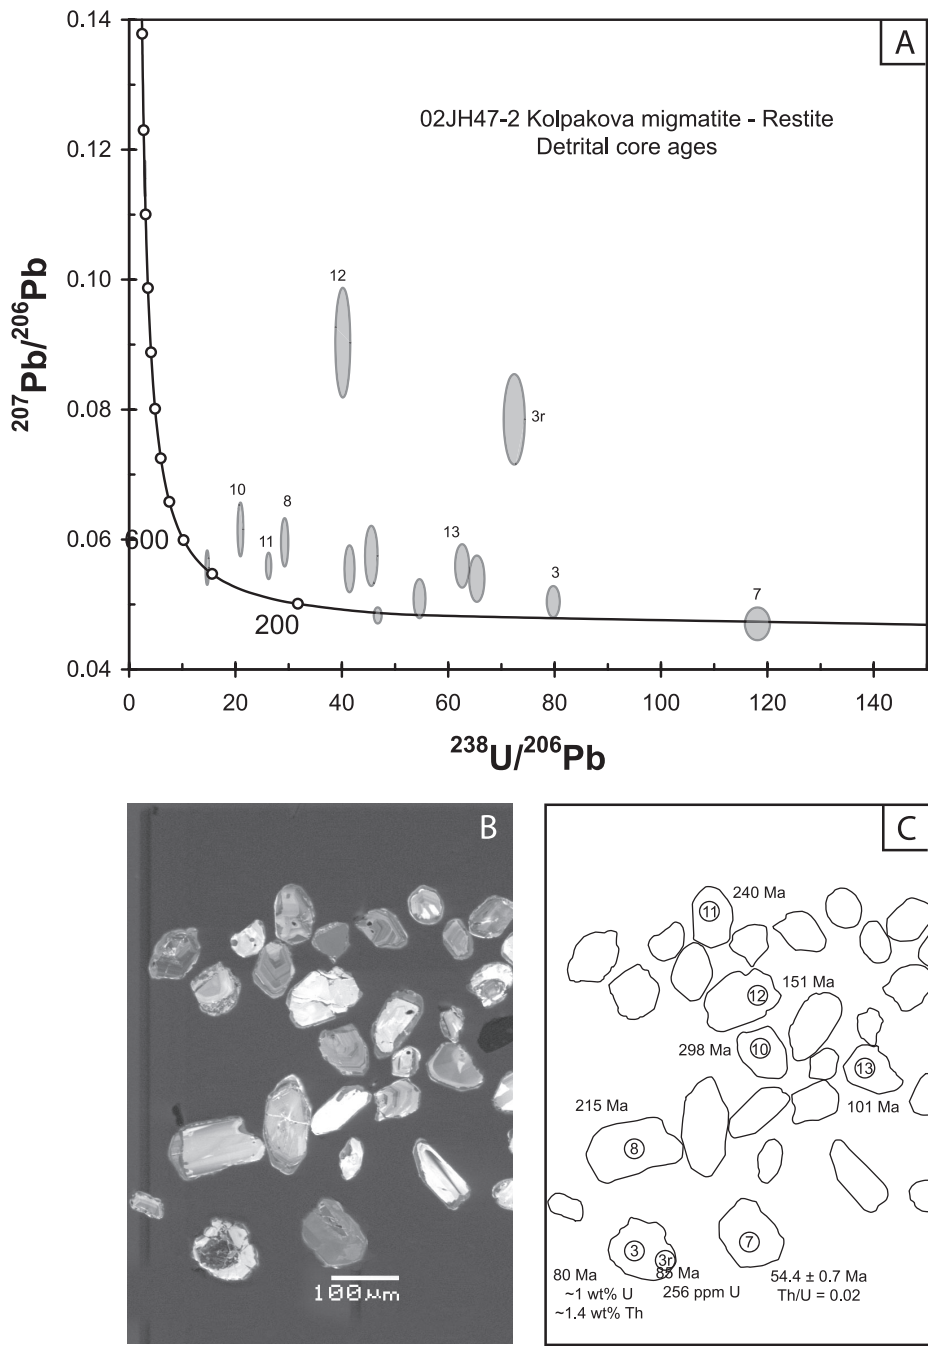 A
02JH47-2 Kolpakova migmatite - Restite
Detrital core ages
0.14
0.12
0.10
0.08
0.06
0.04
207Pb/206Pb
12
3r
10
8
11
13
3
7
600
200
0 20 40 60 80 100 120 140
238U/206Pb
B
100µm
C
11 240 Ma
12 151 Ma
298 Ma 10
13
101 Ma
215 Ma
8
3 3r 7
80 Ma 85 Ma 54.4 ± 0.7 Ma
~1 wt% U 256 ppm U Th/U = 0.02
~1.4 wt% Th